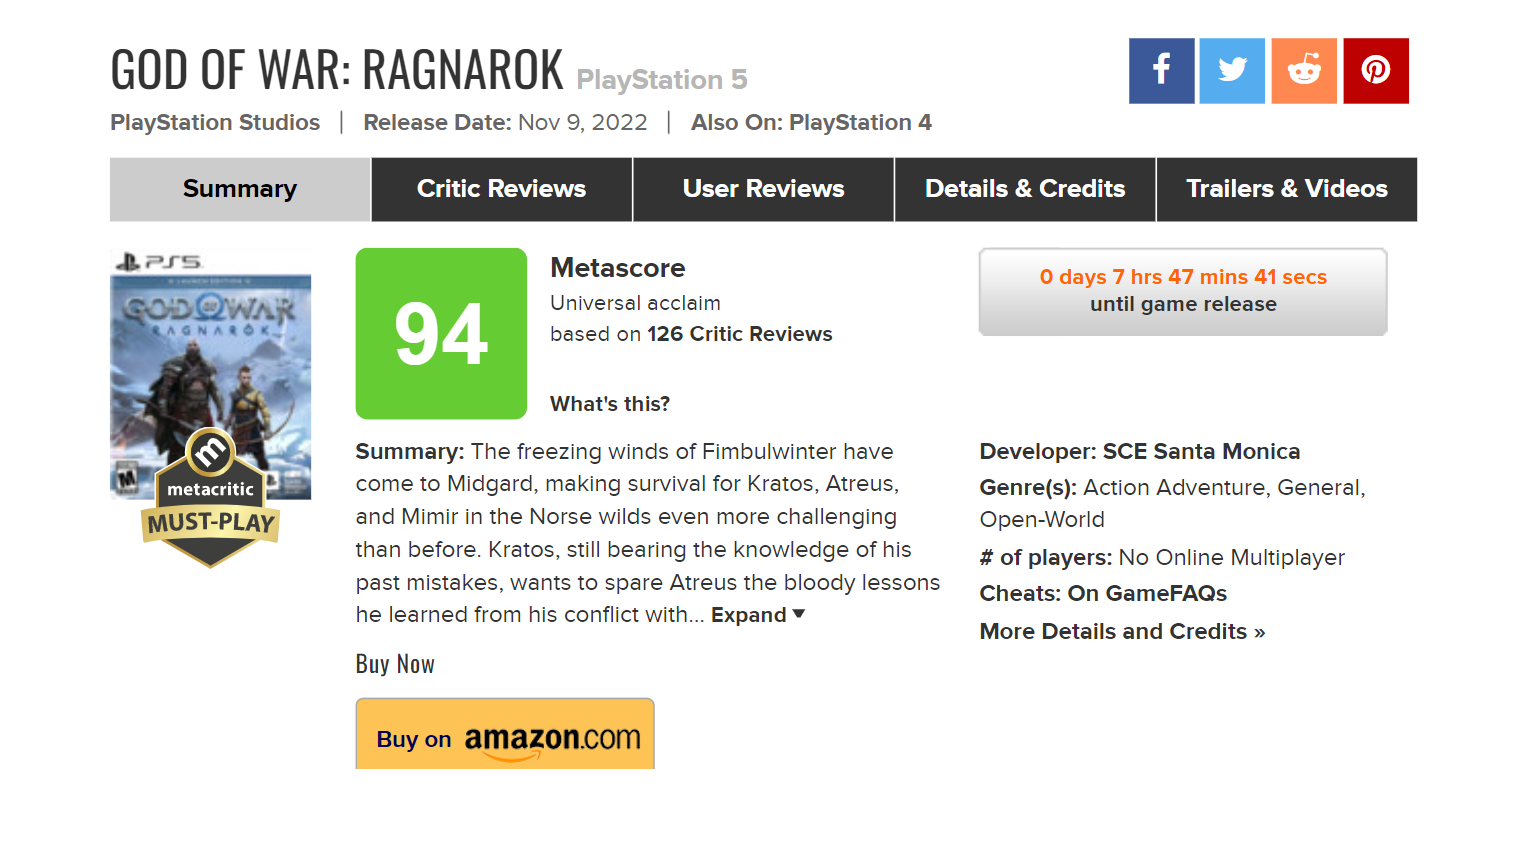 GOD OF WAR: RAGNAROK PlayStation 5
PlayStation Studios | Release Date: Nov 9, 2022 | Also On: PlayStation 4
Summary Critic Reviews User Reviews Details & Credits Trailers & Videos
PS5
LAUNCH EDITION
GOD OF WAR
RAGNARÖK
M
m
metacritic
MUST-PLAY
94
Metascore
Universal acclaim
based on 126 Critic Reviews
What's this?
0 days 7 hrs 47 mins 41 secs
until game release
Summary: The freezing winds of Fimbulwinter have
come to Midgard, making survival for Kratos, Atreus,
and Mimir in the Norse wilds even more challenging
than before. Kratos, still bearing the knowledge of his
past mistakes, wants to spare Atreus the bloody lessons
he learned from his conflict with... Expand ▼
Developer: SCE Santa Monica
Genre(s): Action Adventure, General,
Open-World
# of players: No Online Multiplayer
Cheats: On GameFAQs
More Details and Credits »
Buy Now
Buy on amazon.com